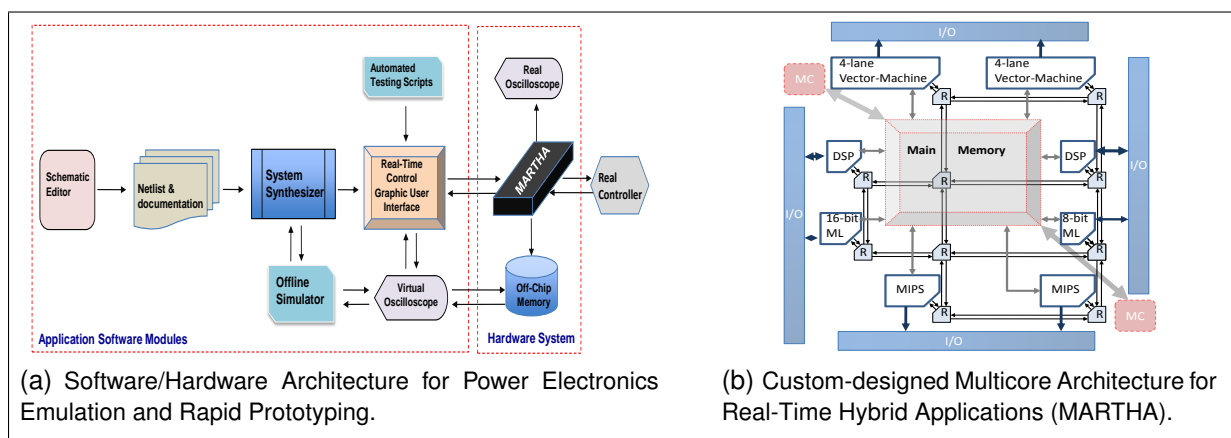 Automated
Testing Scripts
Real
Oscilloscope
Schematic
Editor
Netlist &
documentation
System
Synthesizer
Real-Time
Control
Graphic User
Interface
MARTHA
Real
Controller
Offline
Simulator
Virtual
Oscilloscope
Off-Chip
Memory
Application Software Modules
Hardware System
(a) Software/Hardware Architecture for Power Electronics
Emulation and Rapid Prototyping.
I/O
4-lane
Vector-Machine
4-lane
Vector-Machine
MC
R
R
Main Memory
DSP
DSP
R
R
R
I/O
I/O
16-bit
ML
8-bit
ML
R
R
R
MIPS
MIPS
R
R
MC
I/O
(b) Custom-designed Multicore Architecture for
Real-Time Hybrid Applications (MARTHA).